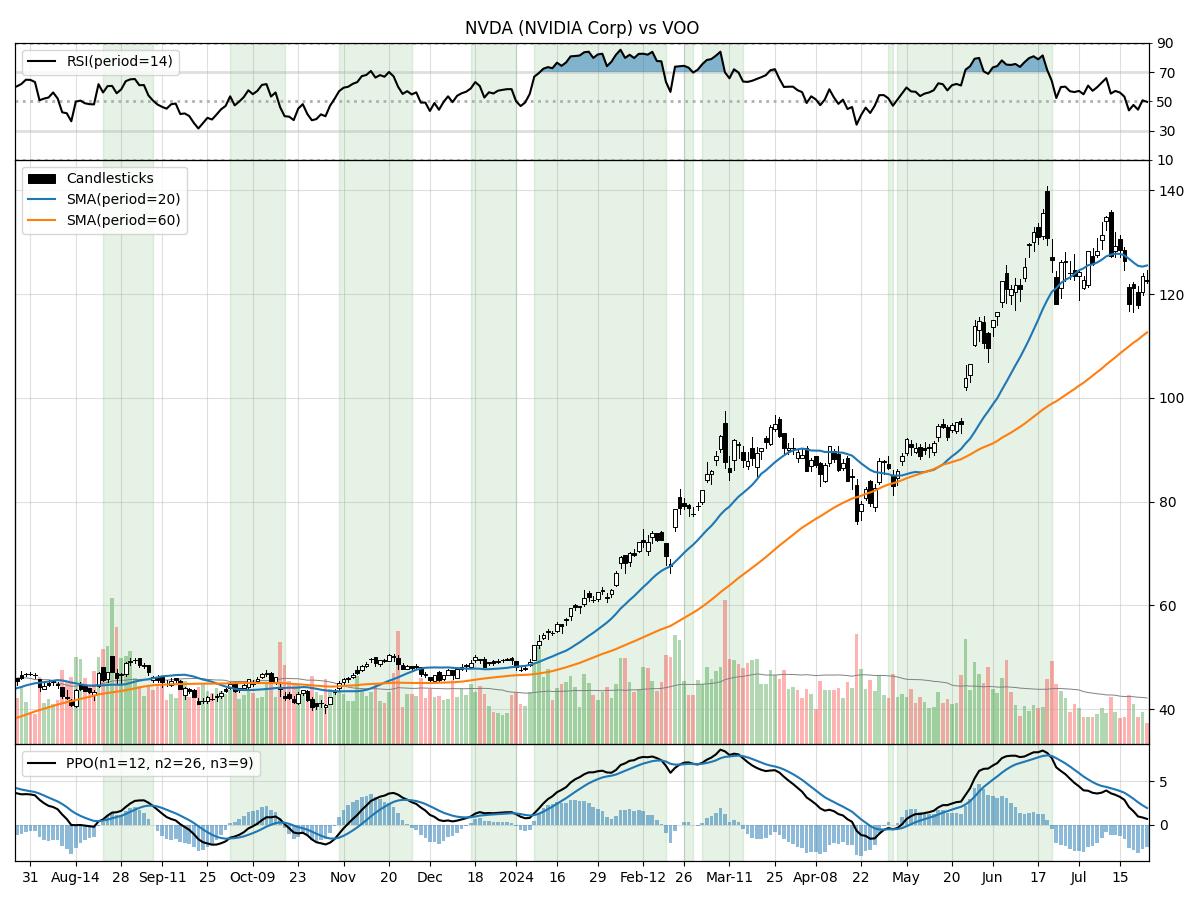 NVDA (NVIDIA Corp) vs VOO
RSI(period=14)
90
70
50
30
10
Candlesticks
SMA(period=20)
SMA(period=60)
140
120
100
80
60
40
PPO(n1=12, n2=26, n3=9)
5
0
31 Aug-14 28 Sep-11 25 Oct-09 23 Nov 20 Dec 18 2024 16 29 Feb-12 26 Mar-11 25 Apr-08 22 May 20 Jun 17 Jul 15